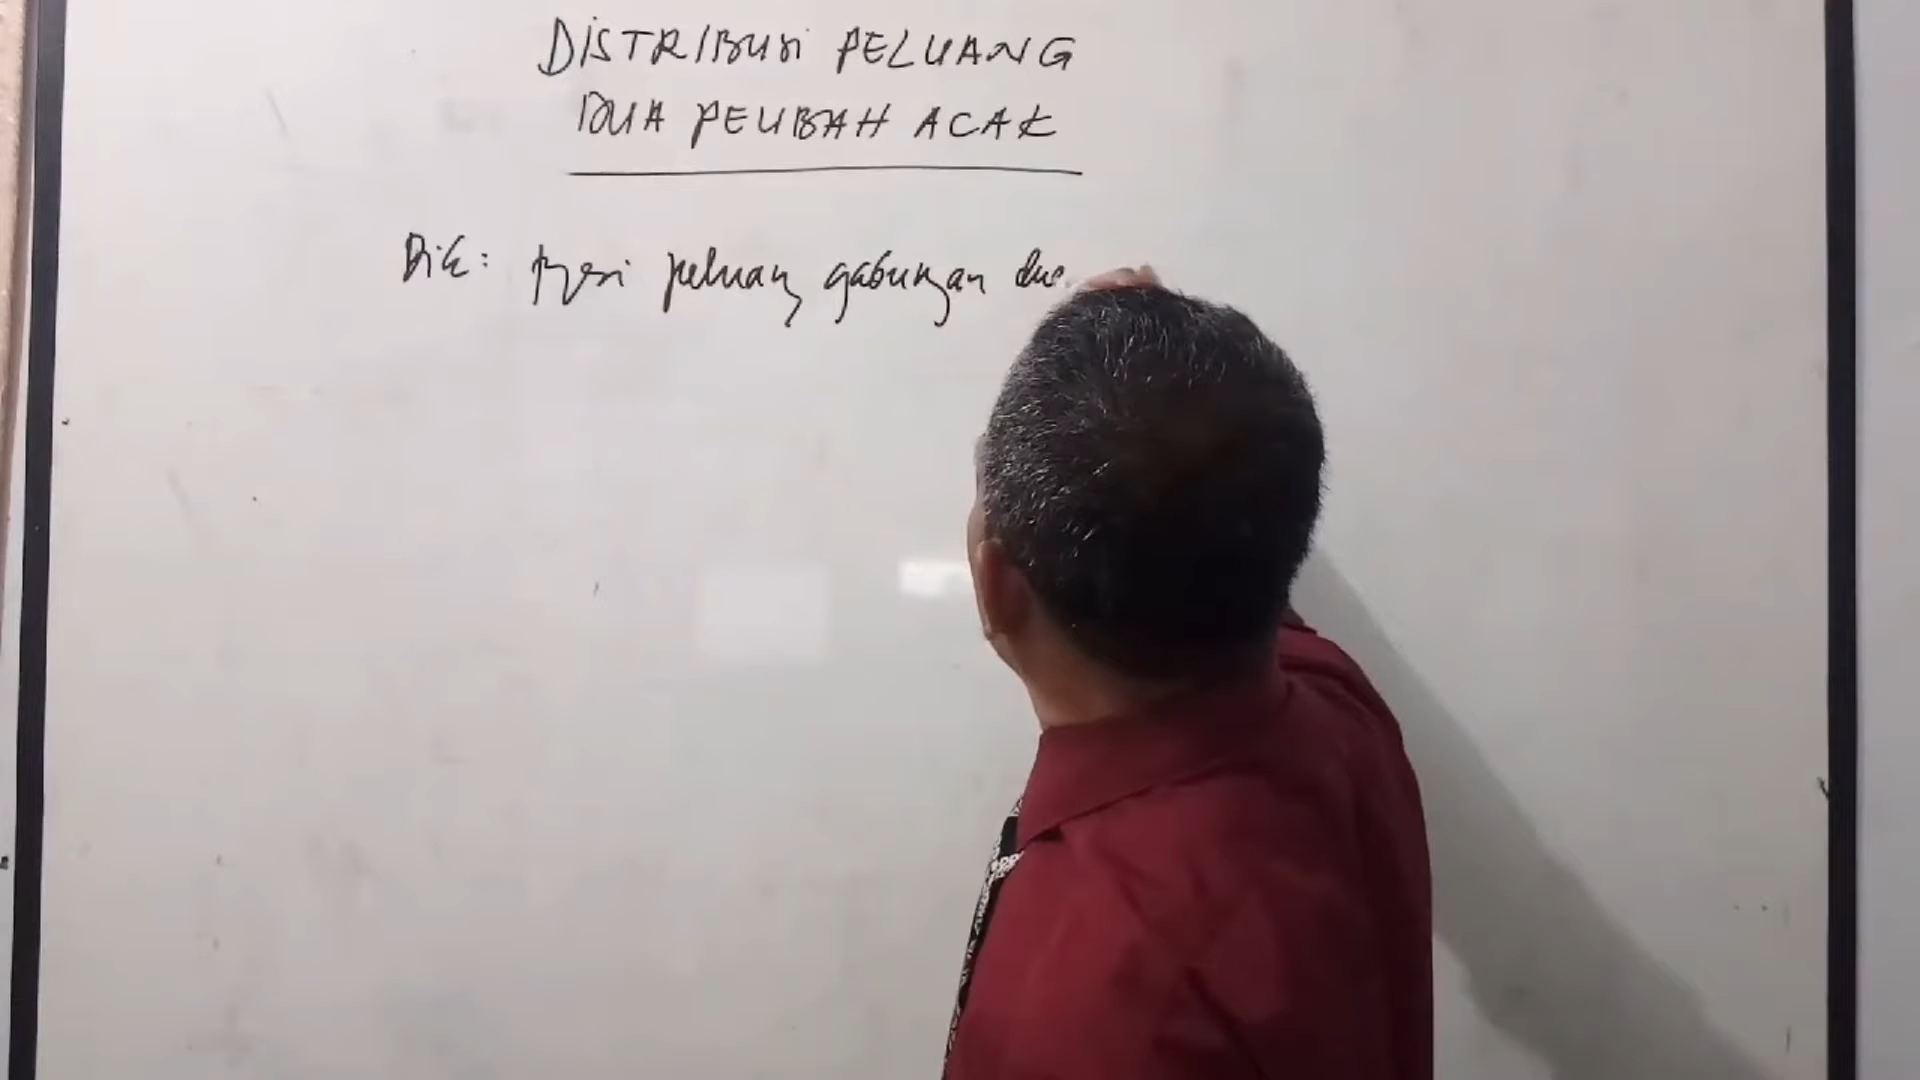 DISTRIBUSI PELUANG
DUA PEUBAH ACAK
Dik: fungsi peluang gabungan dua